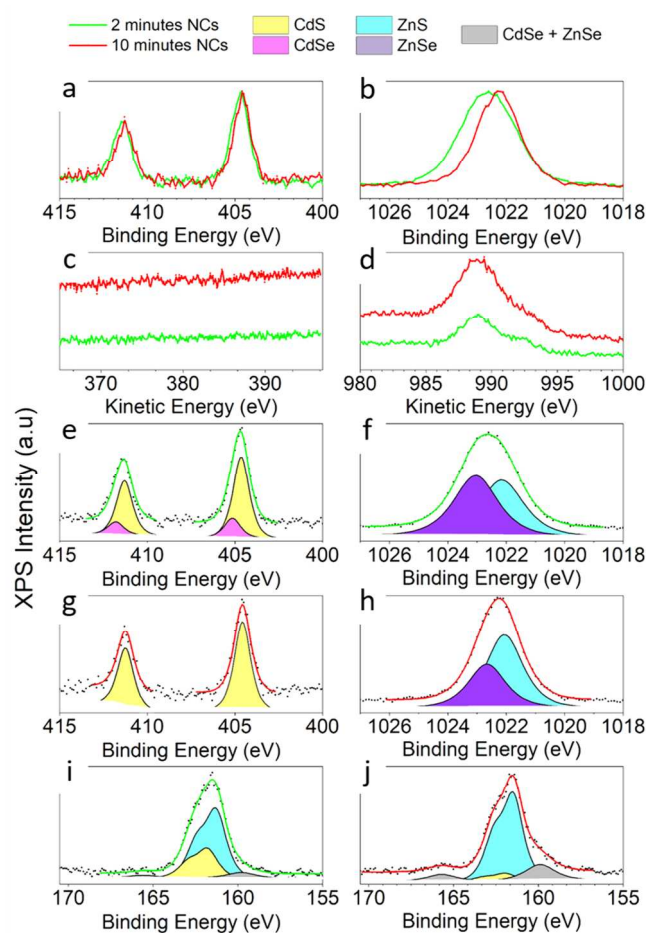 2 minutes NCs CdS ZnS CdSe + ZnSe
10 minutes NCs CdSe ZnSe
a b
415 410 405 400 1026 1024 1022 1020 1018
Binding Energy (eV) Binding Energy (eV)
c d
370 380 390 980 985 990 995 1000
Kinetic Energy (eV) Kinetic Energy (eV)
XPS Intensity (a.u)
e f
415 410 405 400 1026 1024 1022 1020 1018
Binding Energy (eV) Binding Energy (eV)
g h
415 410 405 400 1026 1024 1022 1020 1018
Binding Energy (eV) Binding Energy (eV)
i j
170 165 160 155 170 165 160 155
Binding Energy (eV) Binding Energy (eV)